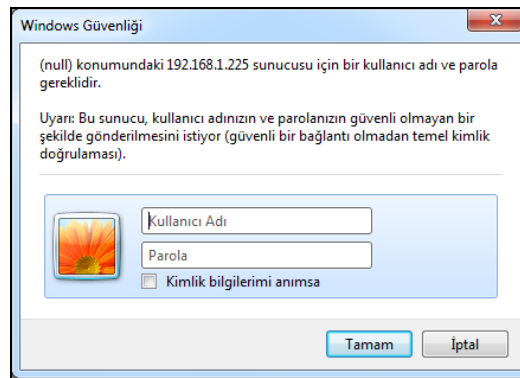 Windows Güvenliği
(null) konumundaki 192.168.1.225 sunucusu için bir kullanıcı adı ve parola
gereklidir.
Uyarı: Bu sunucu, kullanıcı adınızın ve parolanızın güvenli olmayan bir
şekilde gönderilmesini istiyor (güvenli bir bağlantı olmadan temel kimlik
doğrulaması).
Kullanıcı Adı
Parola
Kimlik bilgilerimi anımsa
Tamam
İptal